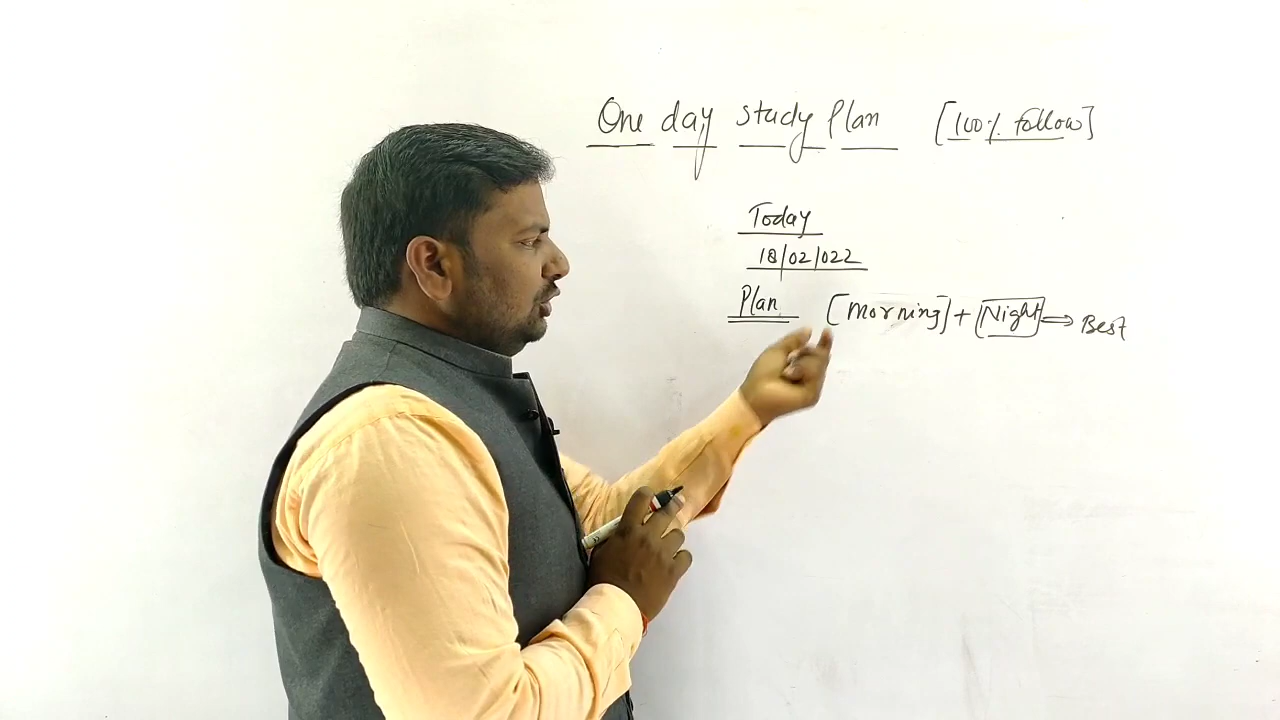 One day study Plan [100% follow]
Today
18/02/022
Plan [Morning] + [Night] ⇒ Best